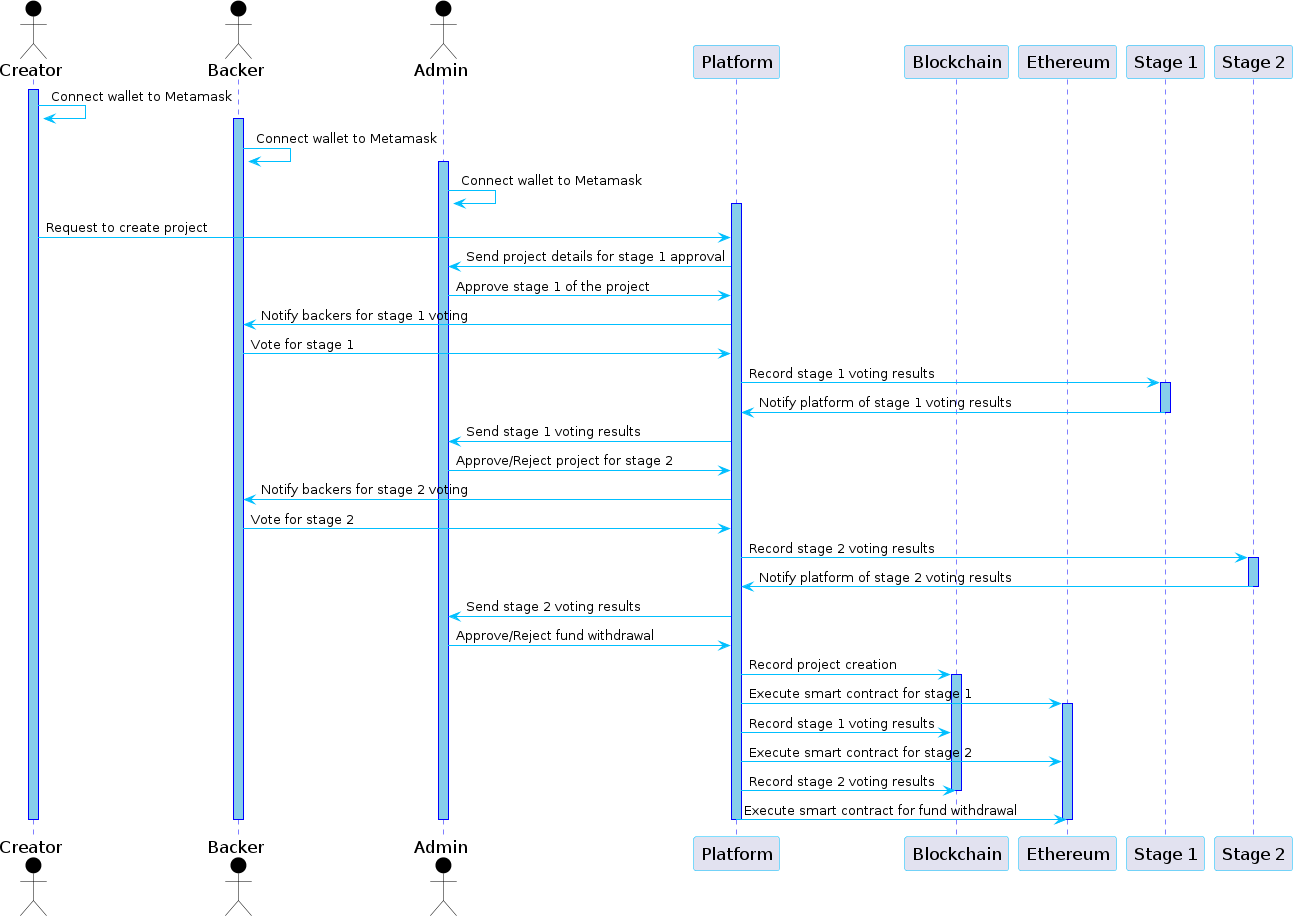 Creator
Backer
Admin
Platform
Blockchain
Ethereum
Stage 1
Stage 2
Connect wallet to Metamask
Connect wallet to Metamask
Connect wallet to Metamask
Request to create project
Send project details for stage 1 approval
Approve stage 1 of the project
Notify backers for stage 1 voting
Vote for stage 1
Record stage 1 voting results
Notify platform of stage 1 voting results
Send stage 1 voting results
Approve/Reject project for stage 2
Notify backers for stage 2 voting
Vote for stage 2
Record stage 2 voting results
Notify platform of stage 2 voting results
Send stage 2 voting results
Approve/Reject fund withdrawal
Record project creation
Execute smart contract for stage 1
Record stage 1 voting results
Execute smart contract for stage 2
Record stage 2 voting results
Execute smart contract for fund withdrawal
Creator
Backer
Admin
Platform
Blockchain
Ethereum
Stage 1
Stage 2